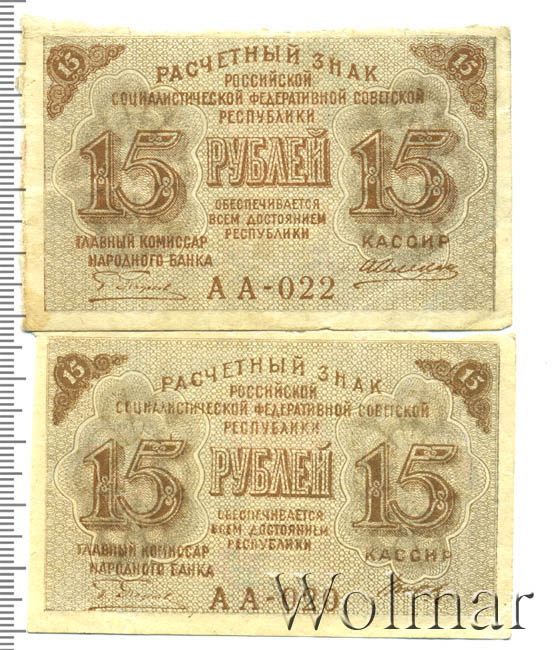 15 15
РАСЧЕТНЫЙ ЗНАК
РОССИЙСКОЙ
СОЦИАЛИСТИЧЕСКОЙ ФЕДЕРАТИВНОЙ СОВЕТСКОЙ
РЕСПУБЛИКИ
15 РУБЛЕЙ 15
ОБЕСПЕЧИВАЕТСЯ
ВСЕМ ДОСТОЯНИЕМ
РЕСПУБЛИКИ
ГЛАВНЫЙ КОМИССАР
НАРОДНОГО БАНКА
КАССИР
АА-022
15 15
РАСЧЕТНЫЙ ЗНАК
РОССИЙСКОЙ
СОЦИАЛИСТИЧЕСКОЙ ФЕДЕРАТИВНОЙ СОВЕТСКОЙ
РЕСПУБЛИКИ
15 РУБЛЕЙ 15
ОБЕСПЕЧИВАЕТСЯ
ВСЕМ ДОСТОЯНИЕМ
РЕСПУБЛИКИ
ГЛАВНЫЙ КОМИССАР
НАРОДНОГО БАНКА
КАССИР
АА-020
Wolmar